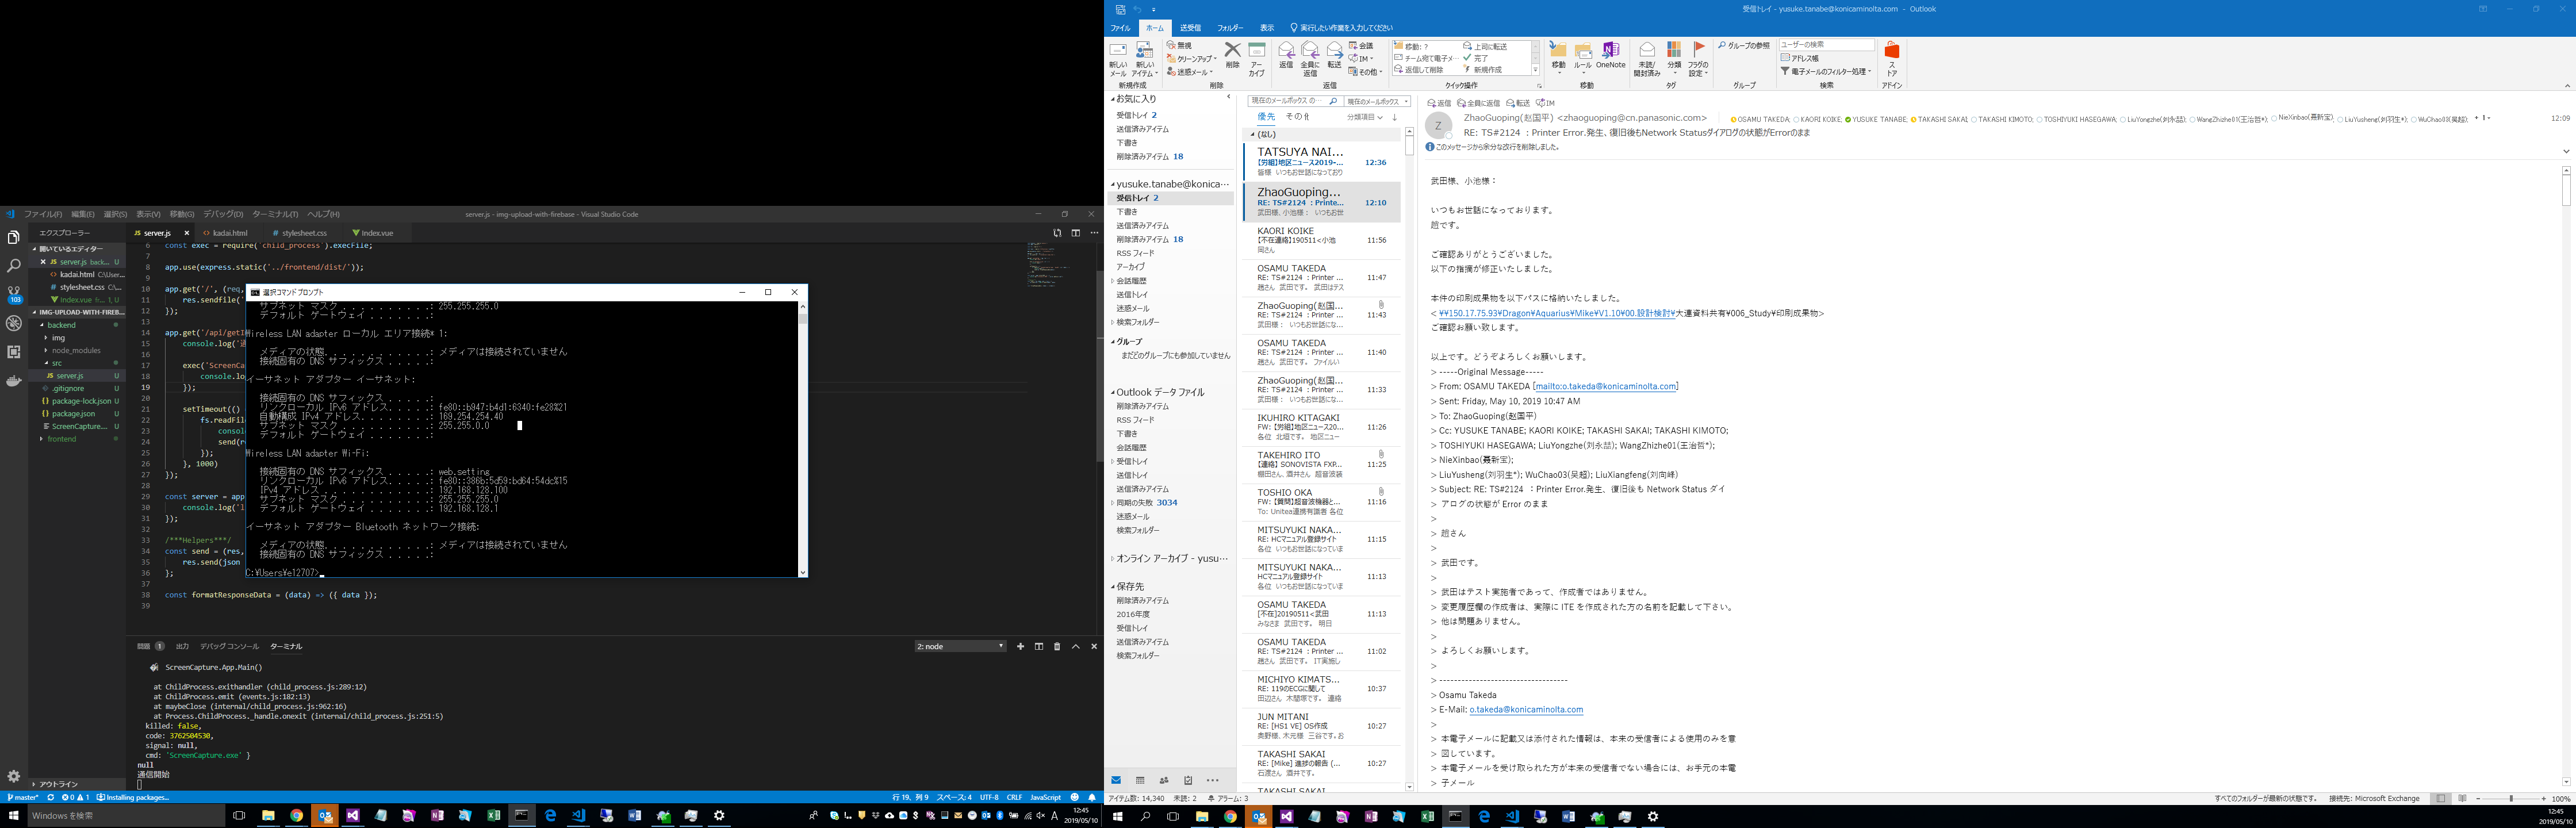 ファイル(F) 編集(E) 選択(S) 表示(V) 移動(G) デバッグ(D) ターミナル(T) ヘルプ(H)
server.js - img-upload-with-firebase - Visual Studio Code
エクスプローラー
開いているエディター
server.js back... U
kadai.html C:\User...
stylesheet.css C:\...
IMG-UPLOAD-WITH-FIREB...
backend
img
node_modules
src
server.js U
.gitignore U
package-lock.json U
package.json U
ScreenCapture.... U
frontend
アウトライン
server.js
kadai.html
stylesheet.css
Index.vue
6 const exec = require('child_process').execFile;
7
8 app.use(express.static('../frontend/dist/'));
9
10 app.get('/', (req,
11 res.sendfile('
12 });
13
14 app.get('/api/getI
15 console.log('通
16
17 exec('ScreenCa
18 console.lo
19 });
20
21 setTimeout(()
22 fs.readFil
23 console
24 send(re
25 });
26 }, 1000)
27 });
28
29 const server = app
30 console.log('l
31 });
32
33 /***Helpers***/
34 const send = (res,
35 res.send(json
36 };
37
38 const formatResponseData = (data) => ({ data });
39
選択コマンドプロンプト
サブネット マスク . . . . . . . . . .: 255.255.255.0
デフォルト ゲートウェイ . . . . . . .:
Wireless LAN adapter ローカル エリア接続* 1:
メディアの状態. . . . . . . . . . . .: メディアは接続されていません
接続固有の DNS サフィックス . . . . .:
イーサネット アダプター イーサネット:
接続固有の DNS サフィックス . . . . .:
リンクローカル IPv6 アドレス. . . . .: fe80::b947:b4d1:6340:fe28%21
自動構成 IPv4 アドレス. . . . . . . .: 169.254.254.40
サブネット マスク . . . . . . . . . .: 255.255.0.0
デフォルト ゲートウェイ . . . . . . .:
Wireless LAN adapter Wi-Fi:
接続固有の DNS サフィックス . . . . .: web.setting
リンクローカル IPv6 アドレス. . . . .: fe80::386b:5d59:bd64:54dc%15
IPv4 アドレス . . . . . . . . . . . .: 192.168.128.100
サブネット マスク . . . . . . . . . .: 255.255.255.0
デフォルト ゲートウェイ . . . . . . .: 192.168.128.1
イーサネット アダプター Bluetooth ネットワーク接続:
メディアの状態. . . . . . . . . . . .: メディアは接続されていません
接続固有の DNS サフィックス . . . . .:
C:¥Users¥e12707>
問題 1 出力 デバッグ コンソール ターミナル
2: node
ScreenCapture.App.Main()
at ChildProcess.exithandler (child_process.js:289:12)
at ChildProcess.emit (events.js:182:13)
at maybeClose (internal/child_process.js:962:16)
at Process.ChildProcess._handle.onexit (internal/child_process.js:251:5)
killed: false,
code: 3762504530,
signal: null,
cmd: 'ScreenCapture.exe' }
null
通信開始
master* 0 1 Installing packages...
行 19、列 9 スペース: 4 UTF-8 CRLF JavaScript
Windows を検索
12:45
2019/05/10
受信トレイ - yusuke.tanabe@konicaminolta.com - Outlook
ファイル ホーム 送受信 フォルダー 表示 実行したい作業を入力してください
新しいメール
新しいアイテム
新規作成
無視
クリーンアップ
迷惑メール
削除
アーカイブ
削除
返信
全員に返信
転送
会議
IM
その他
返信
移動: ?
チーム宛て電子メ...
返信して削除
上司に転送
完了
新規作成
クイック操作
移動
ルール
OneNote
移動
未読/開封済み
分類
フラグの設定
タグ
グループの参照
グループ
ユーザーの検索
アドレス帳
電子メールのフィルター処理
検索
ストア
アドイン
お気に入り
受信トレイ 2
送信済みアイテム
下書き
削除済みアイテム 18
yusuke.tanabe@konica...
受信トレイ 2
下書き
送信済みアイテム
削除済みアイテム 18
RSS フィード
アーカイブ
会話履歴
送信トレイ
迷惑メール
検索フォルダー
グループ
まだどのグループにも参加していません
Outlook データ ファイル
削除済みアイテム
RSS フィード
下書き
会話履歴
受信トレイ
送信トレイ
送信済みアイテム
同期の失敗 3034
迷惑メール
検索フォルダー
オンライン アーカイブ - yusu...
保存先
削除済みアイテム
2016年度
受信トレイ
送信済みアイテム
検索フォルダー
現在のメールボックス の... 現在のメールボックス
優先 その他
分類項目
(なし)
TATSUYA NAI...
【労組】地区ニュース2019-... 12:36
皆様 いつもお世話になっており
ZhaoGuoping...
RE: TS#2124 : Printe... 12:10
武田様、小池様： いつもお世
KAORI KOIKE
【不在連絡】190511<小池 11:56
岡さん
OSAMU TAKEDA
RE: TS#2124 : Printer ... 11:47
趙さん 武田です。 武田はテス
ZhaoGuoping(赵国...
RE: TS#2124 : Printer ... 11:43
武田様： いつもお世話にな...
OSAMU TAKEDA
RE: TS#2124 : Printer ... 11:40
趙さん 武田です。 ファイルい
ZhaoGuoping(赵国...
RE: TS#2124 : Printer ... 11:33
武田様： いつもお世話にな...
IKUHIRO KITAGAKI
FW: 【労組】地区ニュース20... 11:26
各位 北垣です。 地区ニュー
TAKEHIRO ITO
【連絡】 SONOVISTA FXP... 11:25
棚田さん、酒井さん 超音波装
TOSHIO OKA
FW: 【質問】超音波機器と... 11:16
To: Unitea連携有識者 各位
MITSUYUKI NAKA...
RE: HCマニュアル登録サイト 11:15
各位 いつもお世話になっていま
MITSUYUKI NAKA...
HCマニュアル登録サイト 11:13
各位 いつもお世話になっていま
OSAMU TAKEDA
[不在]20190511<武田 11:13
みなさま 武田です。 明日
OSAMU TAKEDA
RE: TS#2124 : Printer ... 11:02
趙さん 武田です。 IT実施し
MICHIYO KIMATS...
RE: 119のECGに関して 10:37
田辺さん 木間塚です。 連絡
JUN MITANI
RE: [HS1 VE] OS作成 10:27
奥野様、木元様 三谷です。お
TAKASHI SAKAI
RE: [Mike] 進捗の報告 (... 10:27
石渡さん 酒井です。
TAKASHI SAKAI
返信 全員に返信 転送 IM
ZhaoGuoping(赵国平) <zhaoguoping@cn.panasonic.com>
OSAMU TAKEDA; KAORI KOIKE; YUSUKE TANABE; TAKASHI SAKAI; TAKASHI KIMOTO; TOSHIYUKI HASEGAWA; LiuYongzhe(刘永喆); WangZhizhe01(王治哲*); NieXinbao(聂新宝); LiuYusheng(刘羽生*); WuChao03(吴超); + 1
12:09
RE: TS#2124 ：Printer Error.発生、復旧後もNetwork Statusダイアログの状態がErrorのまま
このメッセージから余分な改行を削除しました。
武田様、小池様：
いつもお世話になっております。
趙です。
ご確認ありがとうございました。
以下の指摘が修正いたしました。
本件の印刷成果物を以下パスに格納いたしました。
< ¥¥150.17.75.93¥Dragon¥Aquarius¥Mike¥V1.10¥00.設計検討¥大連資料共有¥006_Study¥印刷成果物>
ご確認お願い致します。
以上です。どうぞよろしくお願いします。
> -----Original Message-----
> From: OSAMU TAKEDA [mailto:o.takeda@konicaminolta.com]
> Sent: Friday, May 10, 2019 10:47 AM
> To: ZhaoGuoping(赵国平)
> Cc: YUSUKE TANABE; KAORI KOIKE; TAKASHI SAKAI; TAKASHI KIMOTO;
> TOSHIYUKI HASEGAWA; LiuYongzhe(刘永喆); WangZhizhe01(王治哲*);
> NieXinbao(聂新宝);
> LiuYusheng(刘羽生*); WuChao03(吴超); LiuXiangfeng(刘向峰)
> Subject: RE: TS#2124 ：Printer Error.発生、復旧後も Network Status ダイ
> アログの状態が Error のまま
>
> 趙さん
>
> 武田です。
>
> 武田はテスト実施者であって、作成者ではありません。
> 変更履歴欄の作成者は、実際に ITE を作成された方の名前を記載して下さい。
> 他は問題ありません。
>
> よろしくお願いします。
>
> -----------------------------------
> Osamu Takeda
> E-Mail: o.takeda@konicaminolta.com
>
> 本電子メールに記載又は添付された情報は、本来の受信者による使用のみを意
> 図しています。
> 本電子メールを受け取られた方が本来の受信者でない場合には、お手元の本電
> 子メール
アイテム数: 14,340 未読: 2 アラーム: 3
すべてのフォルダーが最新の状態です。 接続先: Microsoft Exchange 100%
12:45
2019/05/10